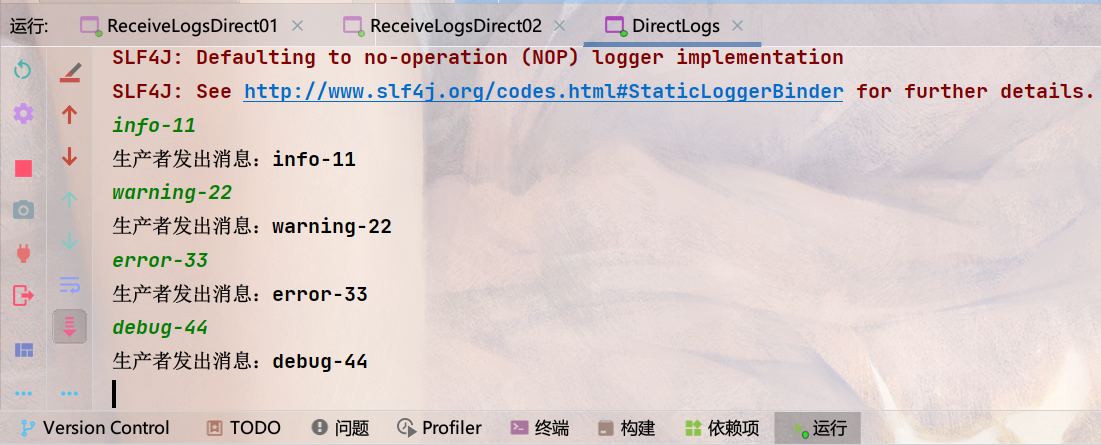 运行: ReceiveLogsDirect01 × ReceiveLogsDirect02 × DirectLogs ×
SLF4J: Defaulting to no-operation (NOP) logger implementation
SLF4J: See http://www.slf4j.org/codes.html#StaticLoggerBinder for further details.
info-11
生产者发出消息：info-11
warning-22
生产者发出消息：warning-22
error-33
生产者发出消息：error-33
debug-44
生产者发出消息：debug-44
Version Control TODO 问题 Profiler 终端 构建 依赖项 运行